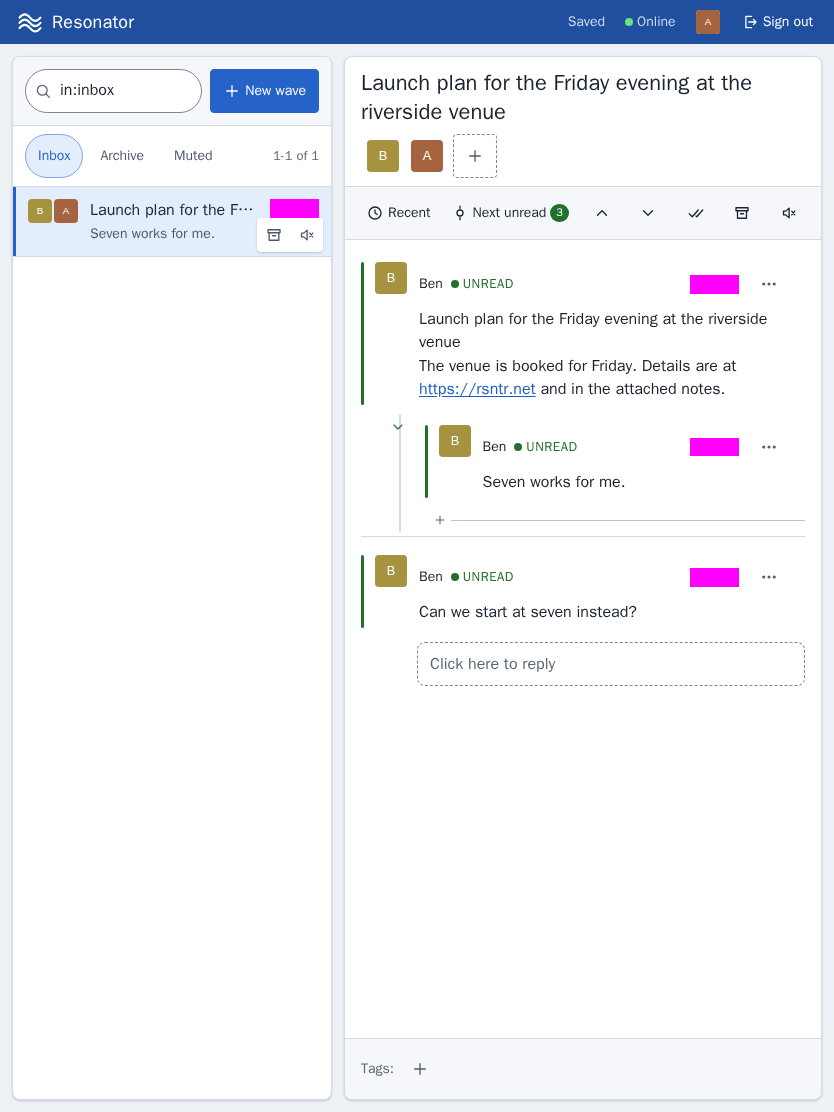 Resonator
Saved
Online
A
Sign out
in:inbox
New wave
Inbox
Archive
Muted
1-1 of 1
B
A
Launch plan for the F···
Seven works for me.
Launch plan for the Friday evening at the
riverside venue
B
A
Recent
Next unread 3
B
Ben
UNREAD
Launch plan for the Friday evening at the riverside
venue
The venue is booked for Friday. Details are at
https://rsntr.net and in the attached notes.
B
Ben
UNREAD
Seven works for me.
B
Ben
UNREAD
Can we start at seven instead?
Click here to reply
Tags: